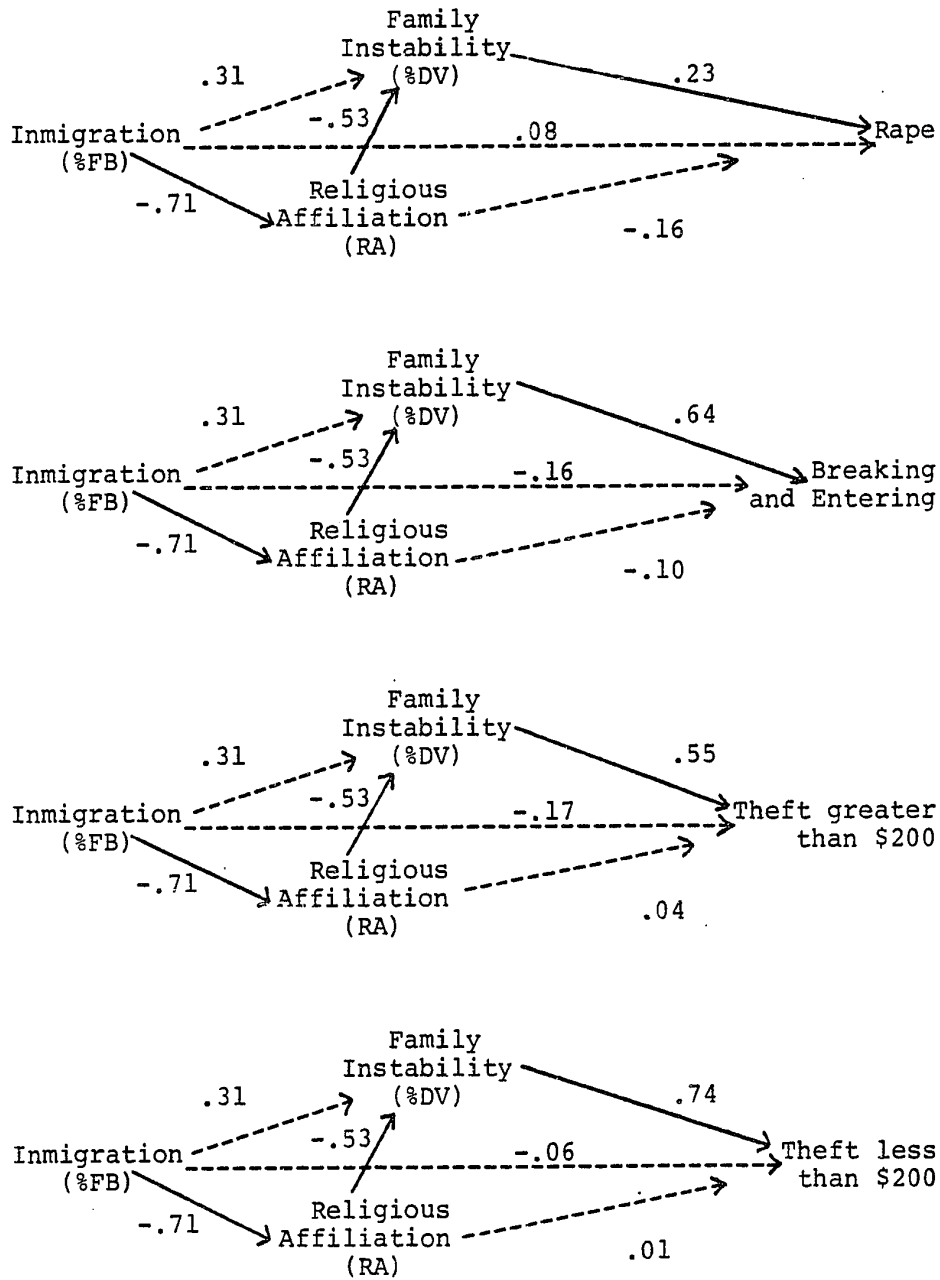 Family
Instability
(%DV)
.31
.23
-.53
.08
Inmigration
(%FB)
Rape
-.71
Religious
Affiliation
(RA)
-.16
Family
Instability
(%DV)
.31
.64
-.53
-.16
Inmigration
(%FB)
Breaking
and Entering
-.71
Religious
Affiliation
(RA)
-.10
Family
Instability
(%DV)
.31
.55
-.53
-.17
Inmigration
(%FB)
Theft greater
than $200
-.71
Religious
Affiliation
(RA)
.04
Family
Instability
(%DV)
.31
.74
-.53
-.06
Inmigration
(%FB)
Theft less
than $200
-.71
Religious
Affiliation
(RA)
.01